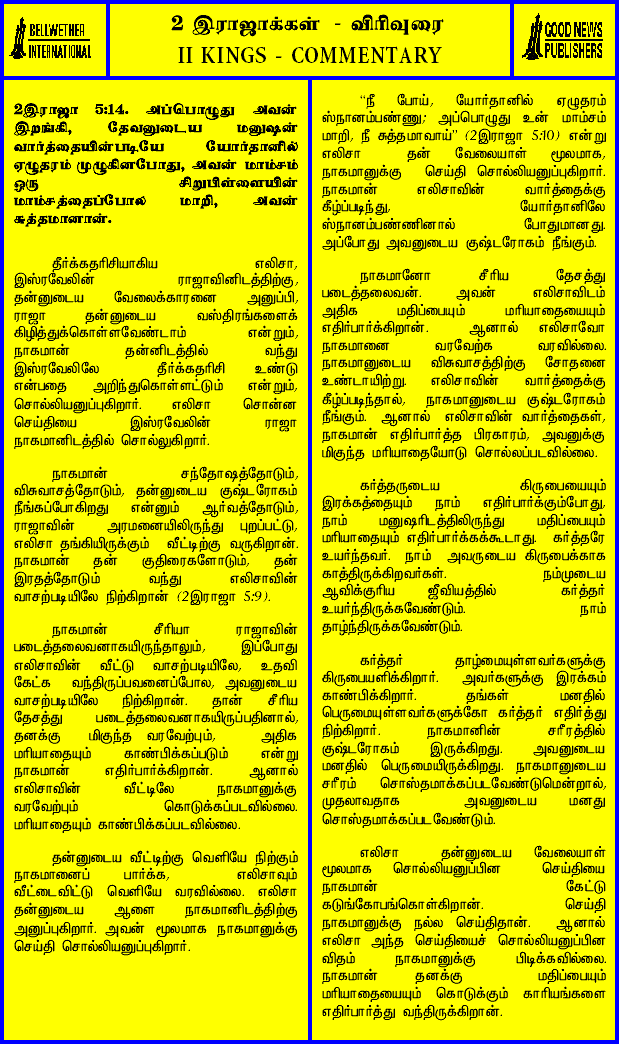 BELLWETHER
INTERNATIONAL
2 இராஜாக்கள் - விரிவுரை
II KINGS - COMMENTARY
GOOD NEWS
PUBLISHERS
2இராஜா 5:14. அப்பொழுது அவன்
இறங்கி, தேவனுடைய மனுஷன்
வார்த்தையின்படியே யோர்தானில்
ஏழுதரம் முழுகினபோது, அவன் மாம்சம்
ஒரு சிறுபிள்ளையின்
மாம்சத்தைப்போல மாறி, அவன்
சுத்தமானான்.
தீர்க்கதரிசியாகிய எலிசா,
இஸ்ரவேலின் ராஜாவினிடத்திற்கு,
தன்னுடைய வேலைக்காரனை அனுப்பி,
ராஜா தன்னுடைய வஸ்திரங்களைக்
கிழித்துக்கொள்ளவேண்டாம் என்றும்,
நாகமான் தன்னிடத்தில் வந்து
இஸ்ரவேலிலே தீர்க்கதரிசி உண்டு
என்பதை அறிந்துகொள்ளட்டும் என்றும்,
சொல்லியனுப்புகிறார். எலிசா சொன்ன
செய்தியை இஸ்ரவேலின் ராஜா
நாகமானிடத்தில் சொல்லுகிறார்.
நாகமான் சந்தோஷத்தோடும்,
விசுவாசத்தோடும், தன்னுடைய குஷ்டரோகம்
நீங்கப்போகிறது என்னும் ஆர்வத்தோடும்,
ராஜாவின் அரமனையிலிருந்து புறப்பட்டு,
எலிசா தங்கியிருக்கும் வீட்டிற்கு வருகிறான்.
நாகமான் தன் குதிரைகளோடும், தன்
இரதத்தோடும் வந்து எலிசாவின்
வாசற்படியிலே நிற்கிறான் (2இராஜா 5:9).
நாகமான் சீரியா ராஜாவின்
படைத்தலைவனாகயிருந்தாலும், இப்போது
எலிசாவின் வீட்டு வாசற்படியிலே, உதவி
கேட்க வந்திருப்பவனைப்போல, அவனுடைய
வாசற்படியிலே நிற்கின்றான். தான் சீரிய
தேசத்து படைத்தலைவனாகயிருப்பதினால்,
தனக்கு மிகுந்த வரவேற்பும், அதிக
மரியாதையும் காண்பிக்கப்படும் என்று
நாகமான் எதிர்பார்க்கிறான். ஆனால்
எலிசாவின் வீட்டிலே நாகமானுக்கு
வரவேற்பும் கொடுக்கப்படவில்லை.
மரியாதையும் காண்பிக்கப்படவில்லை.
தன்னுடைய வீட்டிற்கு வெளியே நிற்கும்
நாகமானைப் பார்க்க, எலிசாவும்
வீட்டைவிட்டு வெளியே வரவில்லை. எலிசா
தன்னுடைய ஆளை நாகமானிடத்திற்கு
அனுப்புகிறார். அவன் மூலமாக நாகமானுக்கு
செய்தி சொல்லியனுப்புகிறார்.
“நீ போய், யோர்தானில் ஏழுதரம்
ஸ்நானம்பண்ணு; அப்பொழுது உன் மாம்சம்
மாறி, நீ சுத்தமாவாய்” (2இராஜா 5:10) என்று
எலிசா தன் வேலையாள் மூலமாக,
நாகமானுக்கு செய்தி சொல்லியனுப்புகிறார்.
நாகமான் எலிசாவின் வார்த்தைக்கு
கீழ்ப்படிந்து, யோர்தானிலே
ஸ்நானம்பண்ணினால் போதுமானது.
அப்போது அவனுடைய குஷ்டரோகம் நீங்கும்.
நாகமானோ சீரிய தேசத்து
படைத்தலைவன். அவன் எலிசாவிடம்
அதிக மதிப்பையும் மரியாதையையும்
எதிர்பார்க்கிறான். ஆனால் எலிசாவோ
நாகமானை வரவேற்க வரவில்லை.
நாகமானுடைய விசுவாசத்திற்கு சோதனை
உண்டாயிற்று. எலிசாவின் வார்த்தைக்கு
கீழ்ப்படிந்தால், நாகமானுடைய குஷ்டரோகம்
நீங்கும். ஆனால் எலிசாவின் வார்த்தைகள்,
நாகமான் எதிர்பார்த்த பிரகாரம், அவனுக்கு
மிகுந்த மரியாதையோடு சொல்லப்படவில்லை.
கர்த்தருடைய கிருபையையும்
இரக்கத்தையும் நாம் எதிர்பார்க்கும்போது,
நாம் மனுஷரிடத்திலிருந்து மதிப்பையும்
மரியாதையும் எதிர்பார்க்கக்கூடாது. கர்த்தரே
உயர்ந்தவர். நாம் அவருடைய கிருபைக்காக
காத்திருக்கிறவர்கள். நம்முடைய
ஆவிக்குரிய ஜீவியத்தில் கர்த்தர்
உயர்ந்திருக்கவேண்டும். நாம்
தாழ்ந்திருக்கவேண்டும்.
கர்த்தர் தாழ்மையுள்ளவர்களுக்கு
கிருபையளிக்கிறார். அவர்களுக்கு இரக்கம்
காண்பிக்கிறார். தங்கள் மனதில்
பெருமையுள்ளவர்களுக்கோ கர்த்தர் எதிர்த்து
நிற்கிறார். நாகமானின் சரீரத்தில்
குஷ்டரோகம் இருக்கிறது. அவனுடைய
மனதில் பெருமையிருக்கிறது. நாகமானுடைய
சரீரம் சொஸ்தமாக்கப்படவேண்டுமென்றால்,
முதலாவதாக அவனுடைய மனது
சொஸ்தமாக்கப்படவேண்டும்.
எலிசா தன்னுடைய வேலையாள்
மூலமாக சொல்லியனுப்பின செய்தியை
நாகமான் கேட்டு
கடுங்கோபங்கொள்கிறான். செய்தி
நாகமானுக்கு நல்ல செய்திதான். ஆனால்
எலிசா அந்த செய்தியைச் சொல்லியனுப்பின
விதம் நாகமானுக்கு பிடிக்கவில்லை.
நாகமான் தனக்கு மதிப்பையும்
மரியாதையையும் கொடுக்கும் காரியங்களை
எதிர்பார்த்து வந்திருக்கிறான்.